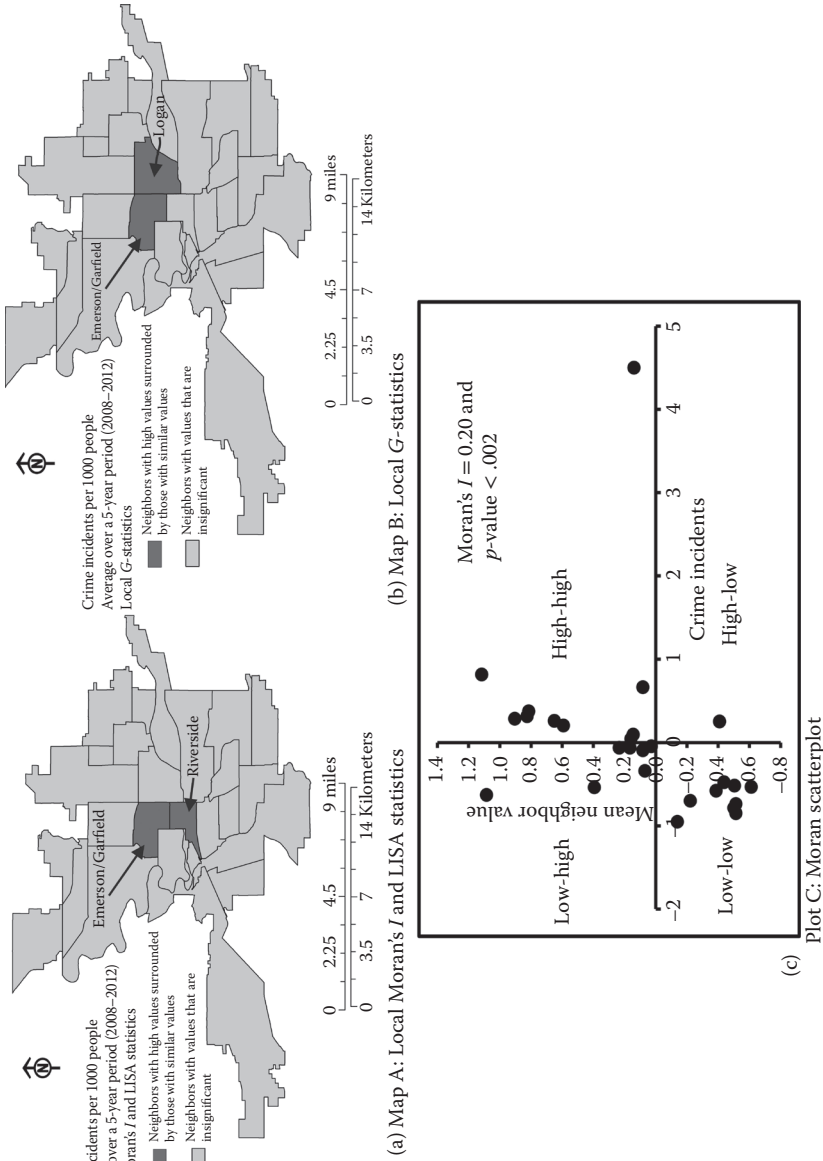 cidents per 1000 people
over a 5-year period (2008–2012)
oran's I and LISA statistics
Neighbors with high values surrounded
by those with similar values
Neighbors with values that are
insignificant
Emerson/Garfield
Riverside
0 2.25 4.5 9 miles
0 3.5 7 14 Kilometers
(a) Map A: Local Moran's I and LISA statistics
N
Crime incidents per 1000 people
Average over a 5-year period (2008–2012)
Local G-statistics
Neighbors with high values surrounded
by those with similar values
Neighbors with values that are
insignificant
Emerson/Garfield
Logan
0 2.25 4.5 9 miles
0 3.5 7 14 Kilometers
(b) Map B: Local G-statistics
N
1.4
1.2
1.0
0.8
0.6
0.4
0.2
0.0
−0.2
−0.4
−0.6
−0.8
Mean neighbor value
Low-high
High-high
Moran's I = 0.20 and
p-value < .002
−2 −1 0 1 2 3 4 5
Crime incidents
Low-low
High-low
(c)
Plot C: Moran scatterplot